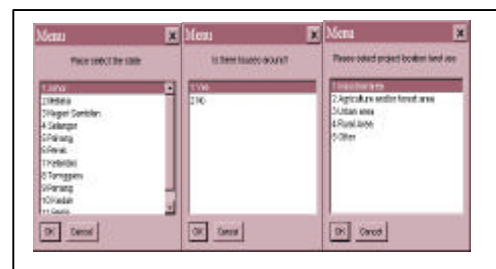 Menu
Please select the state
1 Johor
2 Melaka
3 Negeri Sembilan
4 Selangor
5 Pahang
6 Perak
7 Kelantan
8 Terengganu
9 Penang
10 Kedah
OK Cancel
Menu
Is there houses around?
1 Yes
2 No
OK Cancel
Menu
Please select project location land use
1 Industrial area
2 Agriculture and/or forest area
3 Urban area
4 Rural Area
5 Other
OK Cancel